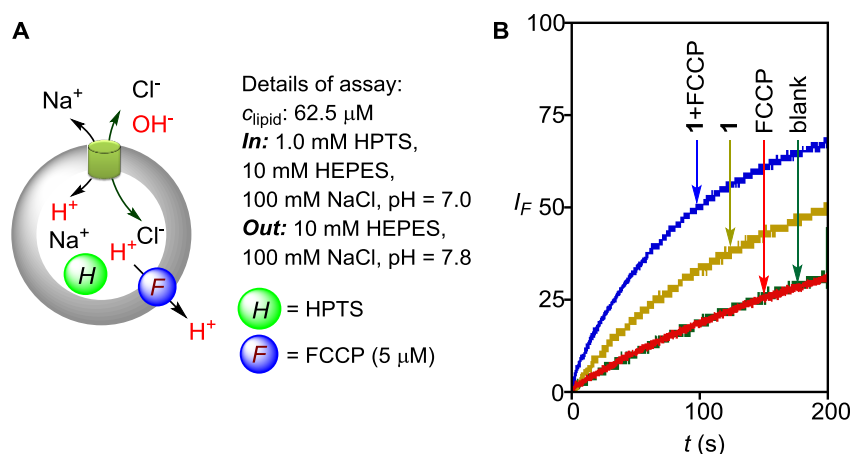 A
Na⁺
Cl⁻
OH⁻
H⁺
Na⁺
Cl⁻
H⁺
H
F
H⁺
Details of assay:
c_lipid: 62.5 μM
In: 1.0 mM HPTS,
10 mM HEPES,
100 mM NaCl, pH = 7.0
Out: 10 mM HEPES,
100 mM NaCl, pH = 7.8
H = HPTS
F = FCCP (5 μM)
B
100
75
50
25
0
I_F
1+FCCP
1
FCCP
blank
0
100
200
t (s)